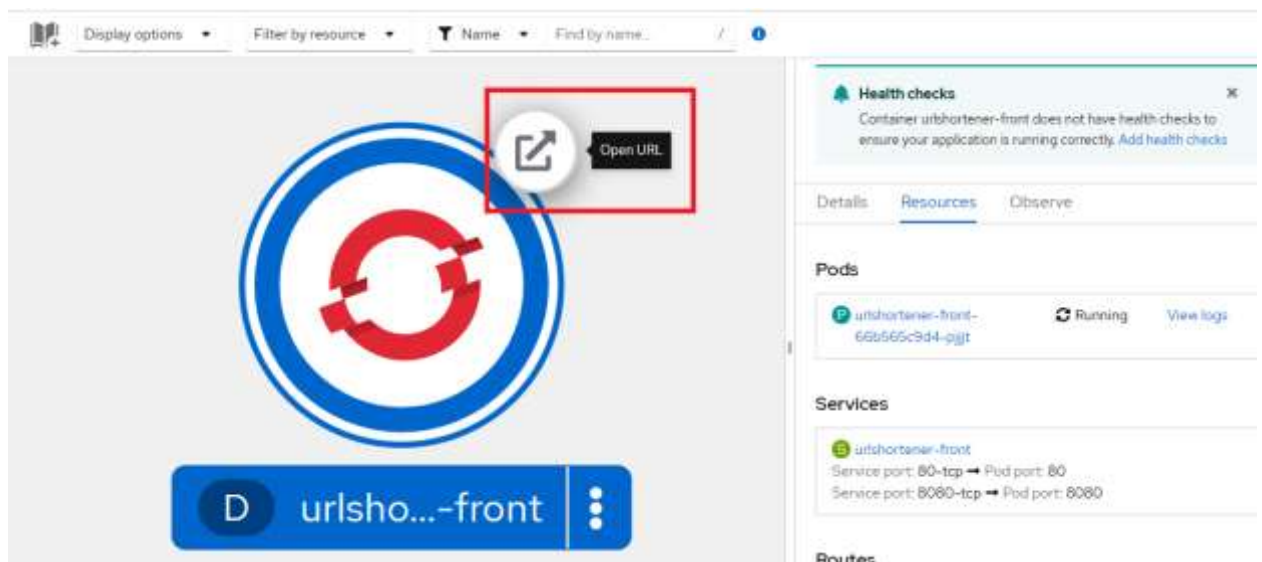 Display options
Filter by resource
Name
Find by name...
/
Health checks
Container urlshortener-front does not have health checks to
ensure your application is running correctly. Add health checks
Open URL
Details Resources Observe
Pods
P urlshortener-front-
66b565c9d4-pjjt
Running
View logs
Services
S urlshortener-front
Service port: 80-tcp → Pod port: 80
Service port: 8080-tcp → Pod port: 8080
D urlsho...-front
Routes